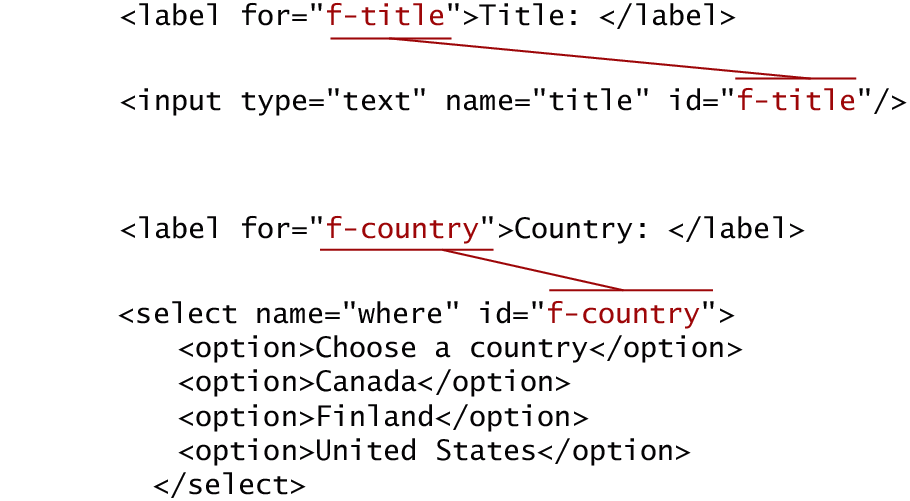 <label for="f-title">Title: </label>
<input type="text" name="title" id="f-title"/>
<label for="f-country">Country: </label>
<select name="where" id="f-country">
<option>Choose a country</option>
<option>Canada</option>
<option>Finland</option>
<option>United States</option>
</select>